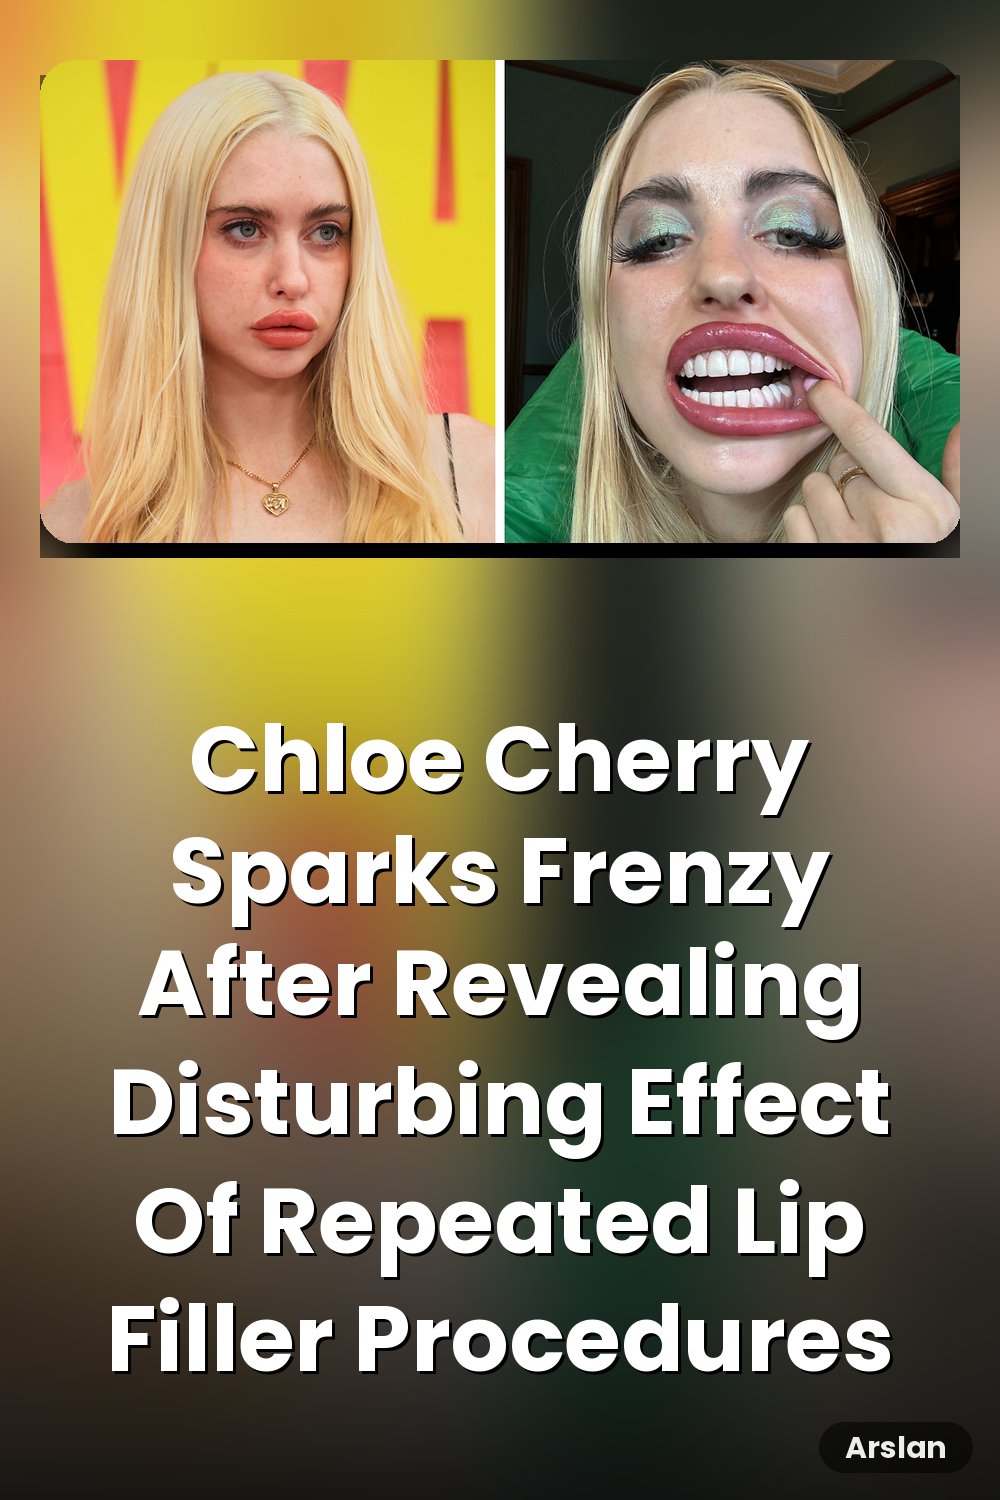 Chloe Cherry
Sparks Frenzy
After Revealing
Disturbing Effect
Of Repeated Lip
Filler Procedures
Arslan